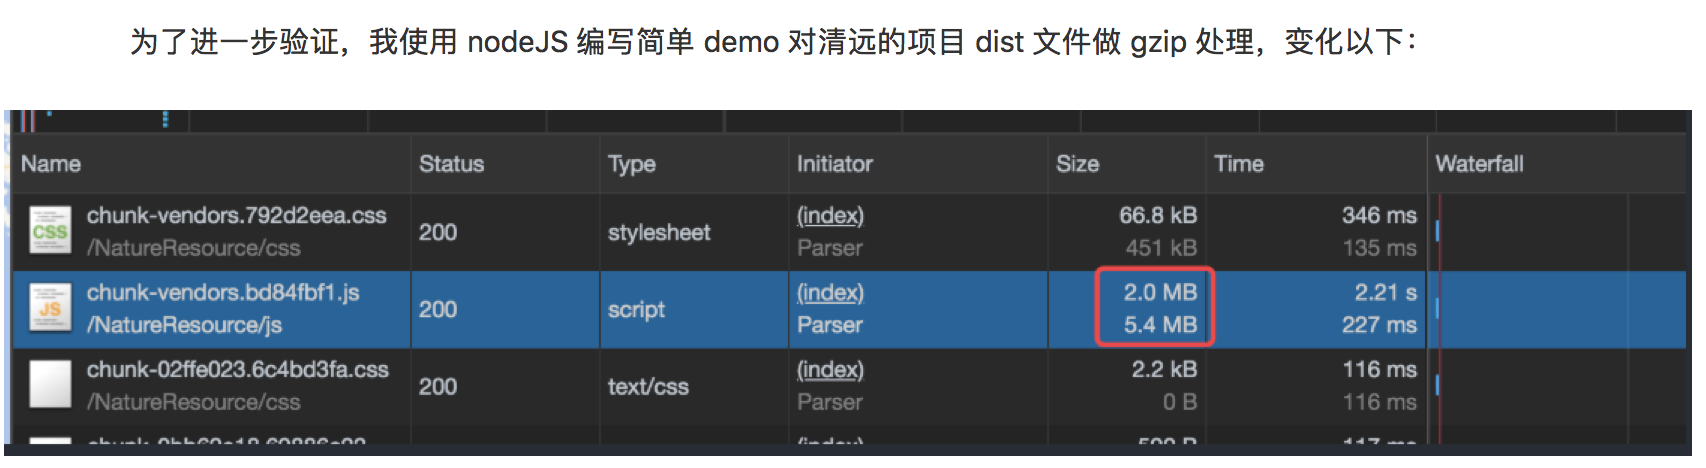 为了进一步验证，我使用 nodeJS 编写简单 demo 对清远的项目 dist 文件做 gzip 处理，变化以下：
Name Status Type Initiator Size Time Waterfall
CSS chunk-vendors.792d2eea.css 200 stylesheet (index) 66.8 kB 346 ms
/NatureResource/css Parser 451 kB 135 ms
JS chunk-vendors.bd84fbf1.js 200 script (index) 2.0 MB 2.21 s
/NatureResource/js Parser 5.4 MB 227 ms
chunk-02ffe023.6c4bd3fa.css 200 text/css (index) 2.2 kB 116 ms
/NatureResource/css Parser 0 B 116 ms
(index) 117 ms